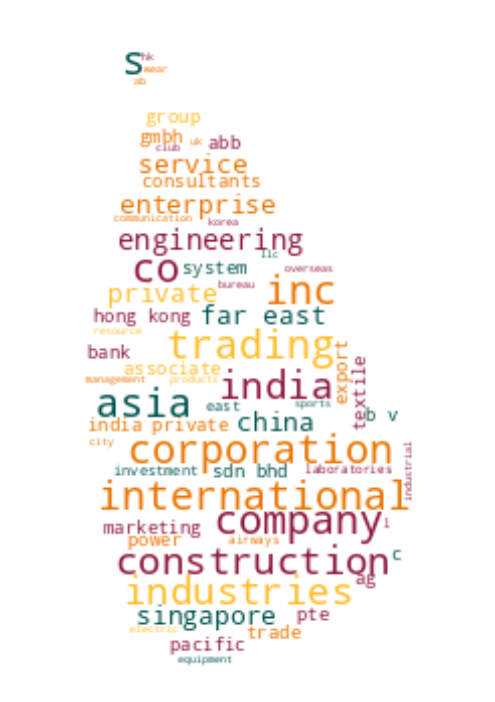 s hk
wear
ab
group
gmbh uk abb
club
service
consultants
enterprise
communication korea
engineering
llc
co system overseas
bureau
private inc
hong kong far east
resource
trading
bank
associate export
management products
india textile
asia east sports
b v
india private china
city
corporation
investment sdn bhd laboratories
industrial
international
company l
marketing
power airways
construction c
ag
industries
singapore pte
electric trade
pacific
equipment